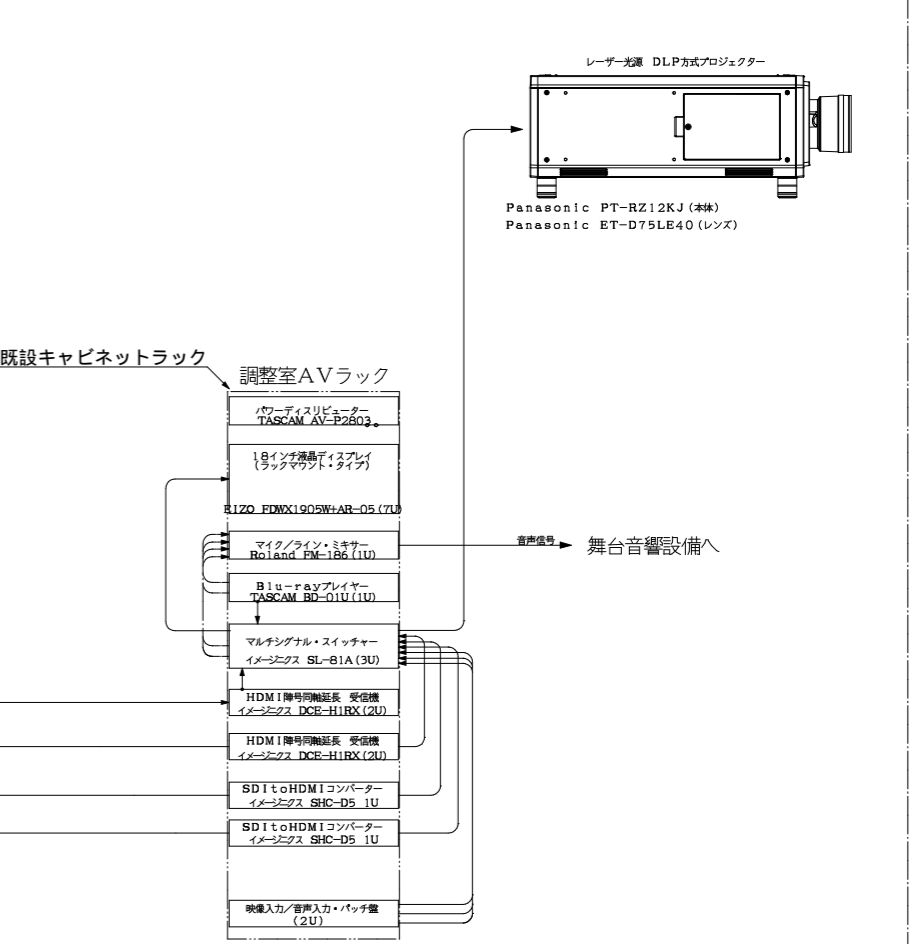 レーザー光源 DLP方式プロジェクター
Panasonic PT-RZ12KJ(本体)
Panasonic ET-D75LE40(レンズ)
既設キャビネットラック
調整室AVラック
パワーディスリビューター
TASCAM AV-P2803
18インチ液晶ディスプレイ
(ラックマウント・タイプ)
EIZO FDWX1905W+AR-05(7U)
マイク/ライン・ミキサー
Roland FM-186(1U)
音声信号
舞台音響設備へ
Blu-rayプレイヤー
TASCAM BD-01U(1U)
マルチシグナル・スイッチャー
イメージニクス SL-81A(3U)
HDMI障号同軸延長 受信機
イメージニクス DCE-H1RX(2U)
HDMI障号同軸延長 受信機
イメージニクス DCE-H1RX(2U)
SDItoHDMIコンバーター
イメージニクス SHC-D5 1U
SDItoHDMIコンバーター
イメージニクス SHC-D5 1U
映像入力/音声入力・パッチ盤
(2U)